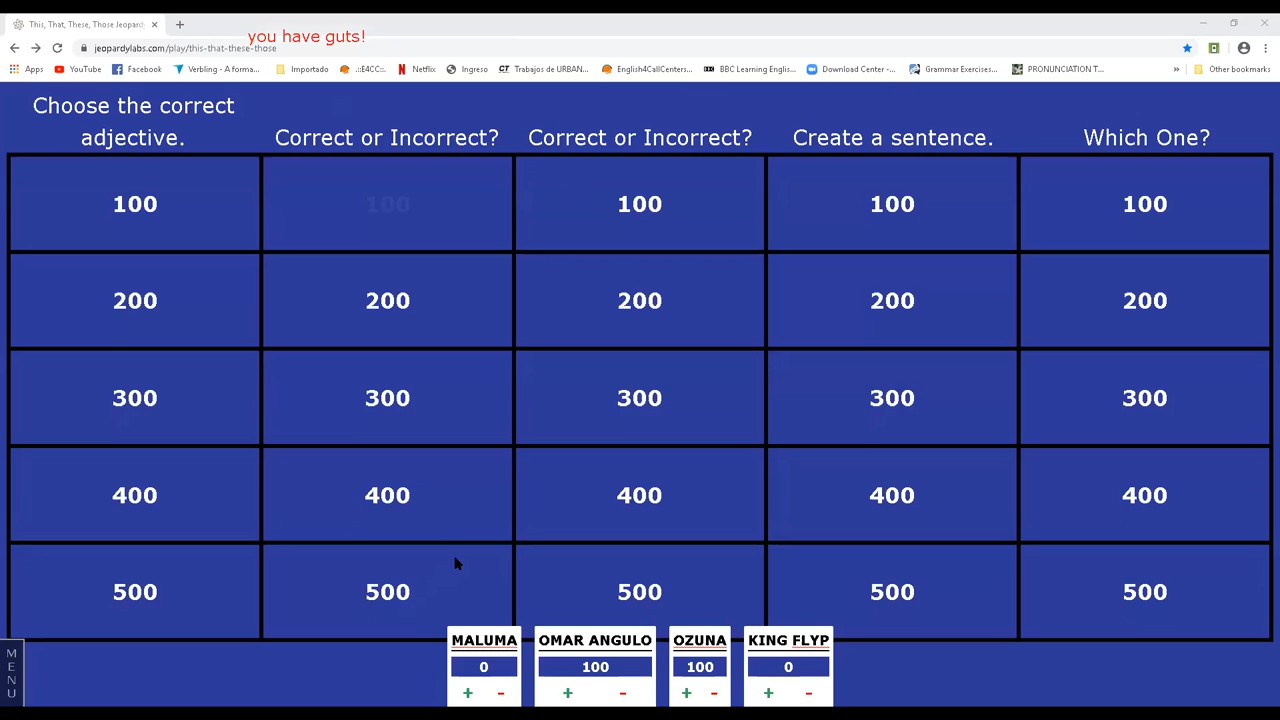 This, That, These, Those Jeopardy
you have guts!
jeopardylabs.com/play/this-that-these-those
Apps YouTube Facebook Verbling - A forma... Importado .::E4CC::. Netflix Ingreso Trabajos de URBAN... English4CallCenters... BBC Learning English... Download Center -... Grammar Exercises... PRONUNCIATION T... » Other bookmarks
Choose the correct
adjective. Correct or Incorrect? Correct or Incorrect? Create a sentence. Which One?
100 100 100 100 100
200 200 200 200 200
300 300 300 300 300
400 400 400 400 400
500 500 500 500 500
MALUMA OMAR ANGULO OZUNA KING FLYP
0 100 100 0
+ - + - + - + -
MENU